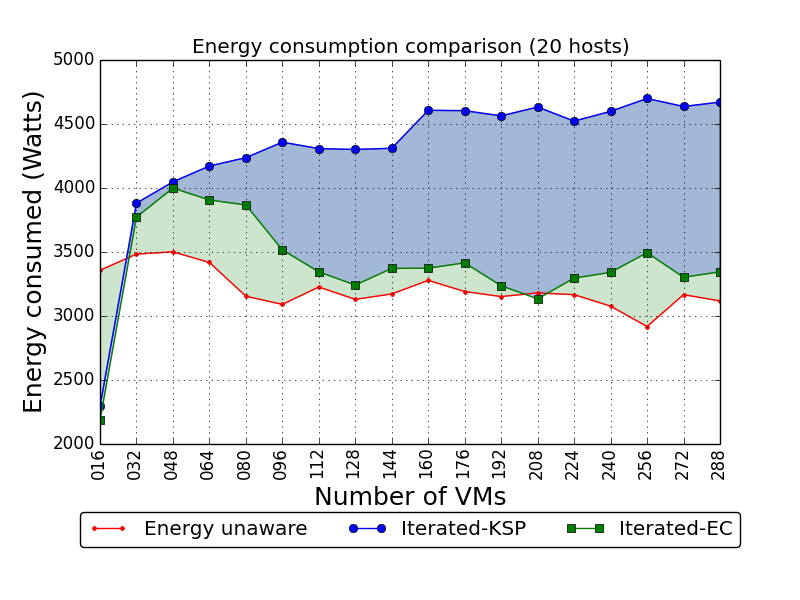 Energy consumption comparison (20 hosts)
Energy consumed (Watts)
5000
4500
4000
3500
3000
2500
2000
016 032 048 064 080 096 112 128 144 160 176 192 208 224 240 256 272 288
Number of VMs
Energy unaware Iterated-KSP Iterated-EC